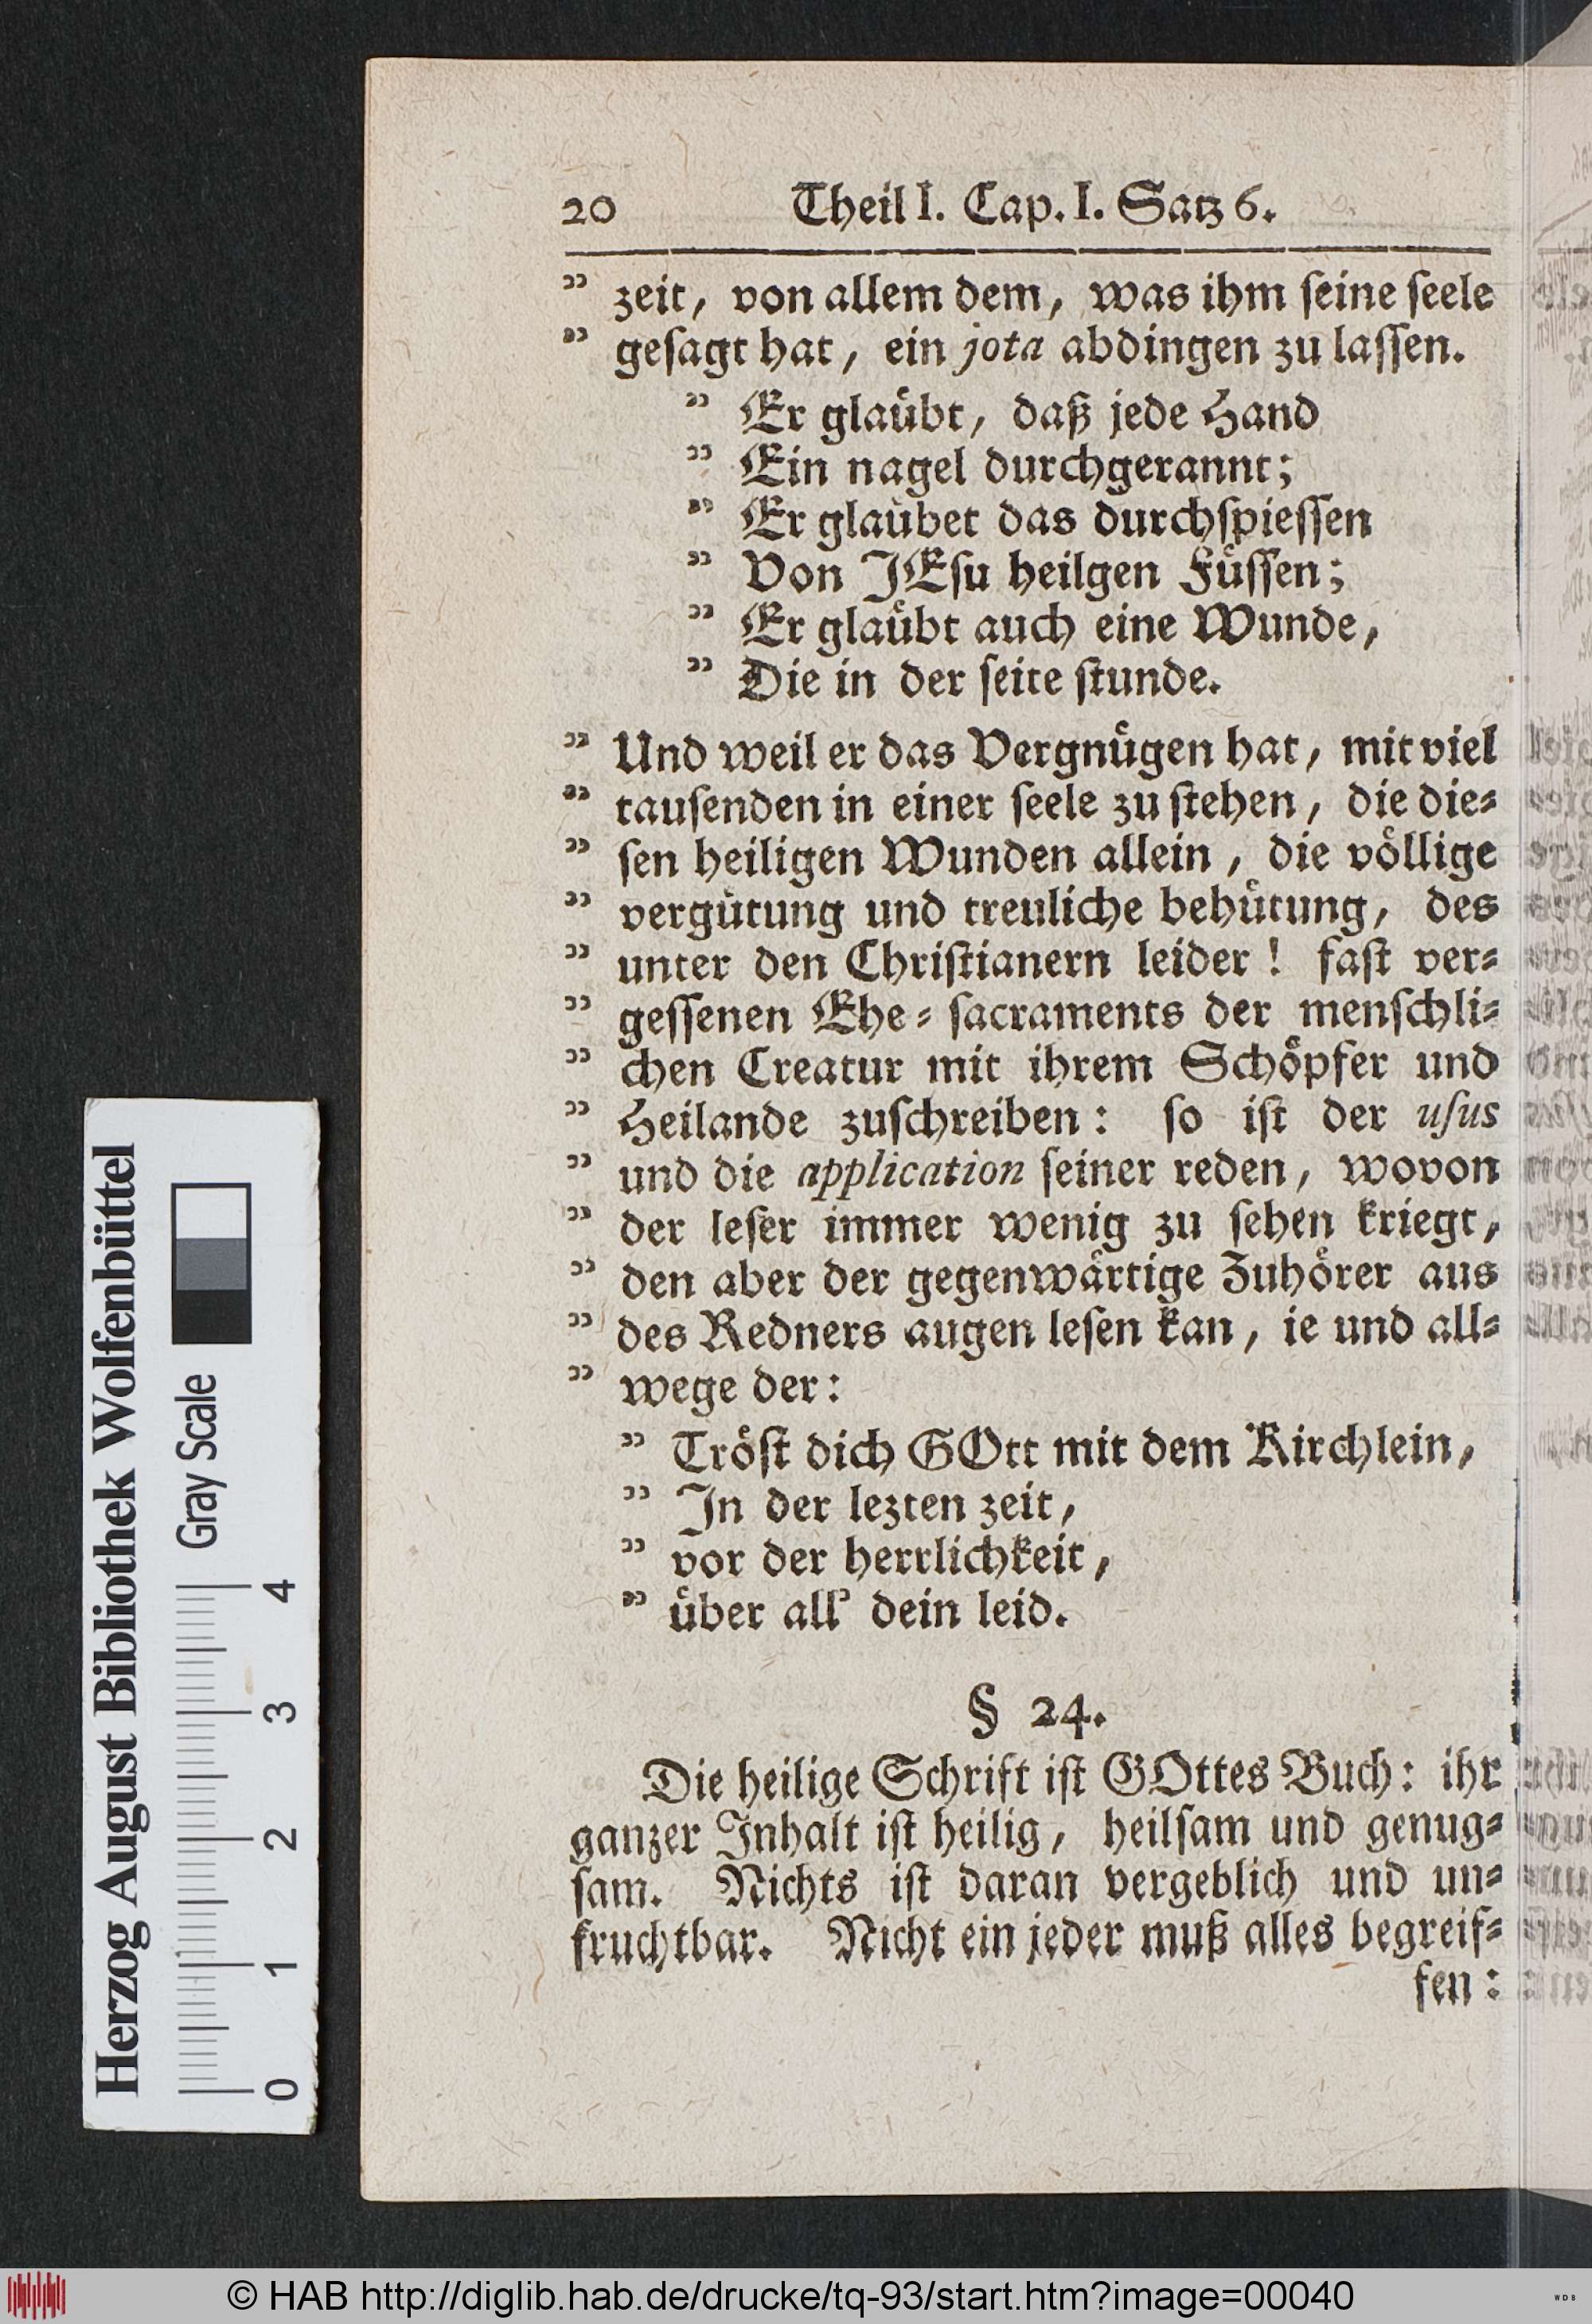 20 Theil I. Cap. I. Satz 6.
” zeit, von allem dem, was ihm ſeine ſeele
” geſagt hat, ein jota abdingen zu laſſen.
” Er glaübt, daß jede Hand
” Ein nagel durchgerannt;
” Er glaübet das durchſpieſſen
” Von JEſu heilgen Füſſen;
” Er glaübt auch eine Wunde,
” Die in der ſeite ſtunde.
” Und weil er das Vergnügen hat, mit viel
” tauſenden in einer ſeele zu ſtehen, die die⸗
” ſen heiligen Wunden allein, die völlige
” vergütung und treuliche behütung, des
” unter den Chriſtianern leider! faſt ver⸗
” geſſenen Ehe⸗ſacraments der menſchli⸗
” chen Creatur mit ihrem Schöpfer und
” Heilande zuſchreiben: ſo iſt der uſus
” und die application ſeiner reden, wovon
” der leſer immer wenig zu ſehen kriegt,
” den aber der gegenwärtige Zuhörer aus
” des Redners augen leſen kan, ie und all⸗
” wege der:
” Tröſt dich GOtt mit dem Kirchlein,
” In der lezten zeit,
” vor der herrlichkeit,
” über all’ dein leid.
§ 24.
Die heilige Schrift iſt GOttes Buch: ihr
ganzer Inhalt iſt heilig, heilſam und genug⸗
ſam. Nichts iſt daran vergeblich und un⸗
fruchtbar. Nicht ein jeder muß alles begreif⸗
fen:
Herzog August Bibliothek Wolfenbüttel
Gray Scale
0 1 2 3 4
© HAB http://diglib.hab.de/drucke/tq-93/start.htm?image=00040
WDB